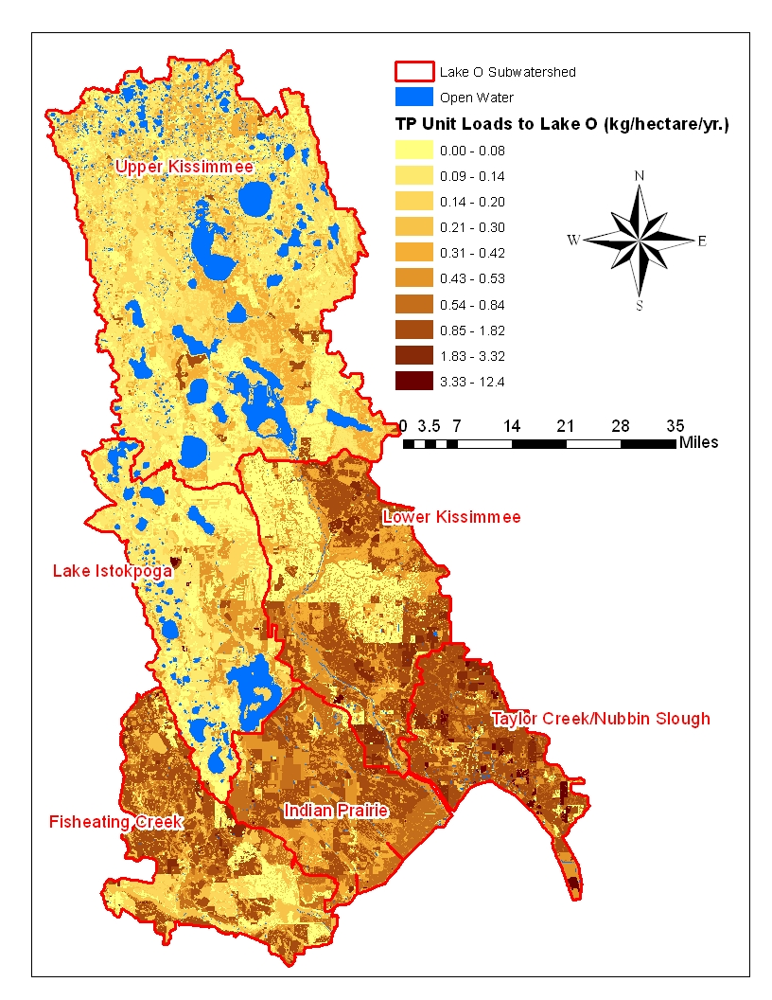 Lake O Subwatershed
Open Water
TP Unit Loads to Lake O (kg/hectare/yr.)
0.00 - 0.08
0.09 - 0.14
0.14 - 0.20
0.21 - 0.30
0.31 - 0.42
0.43 - 0.53
0.54 - 0.84
0.85 - 1.82
1.83 - 3.32
3.33 - 12.4
N
W E
S
0 3.5 7 14 21 28 35
Miles
Upper Kissimmee
Lower Kissimmee
Lake Istokpoga
Taylor Creek/Nubbin Slough
Indian Prairie
Fisheating Creek